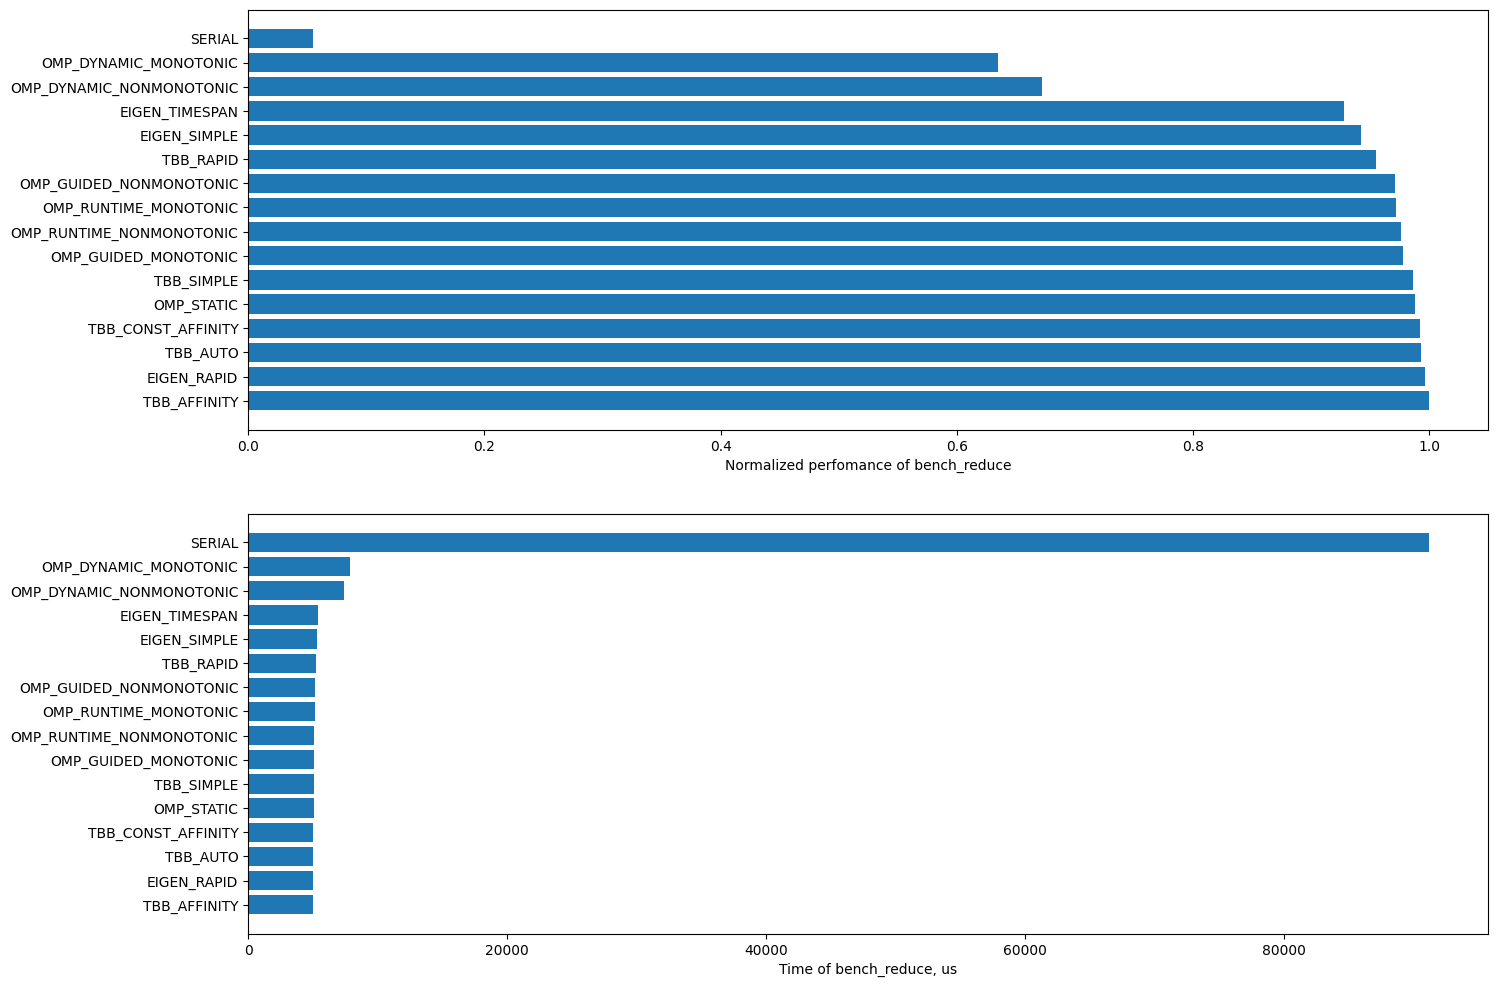 SERIAL
OMP_DYNAMIC_MONOTONIC
OMP_DYNAMIC_NONMONOTONIC
EIGEN_TIMESPAN
EIGEN_SIMPLE
TBB_RAPID
OMP_GUIDED_NONMONOTONIC
OMP_RUNTIME_MONOTONIC
OMP_RUNTIME_NONMONOTONIC
OMP_GUIDED_MONOTONIC
TBB_SIMPLE
OMP_STATIC
TBB_CONST_AFFINITY
TBB_AUTO
EIGEN_RAPID
TBB_AFFINITY
0.0 0.2 0.4 0.6 0.8 1.0
Normalized perfomance of bench_reduce
SERIAL
OMP_DYNAMIC_MONOTONIC
OMP_DYNAMIC_NONMONOTONIC
EIGEN_TIMESPAN
EIGEN_SIMPLE
TBB_RAPID
OMP_GUIDED_NONMONOTONIC
OMP_RUNTIME_MONOTONIC
OMP_RUNTIME_NONMONOTONIC
OMP_GUIDED_MONOTONIC
TBB_SIMPLE
OMP_STATIC
TBB_CONST_AFFINITY
TBB_AUTO
EIGEN_RAPID
TBB_AFFINITY
0 20000 40000 60000 80000
Time of bench_reduce, us